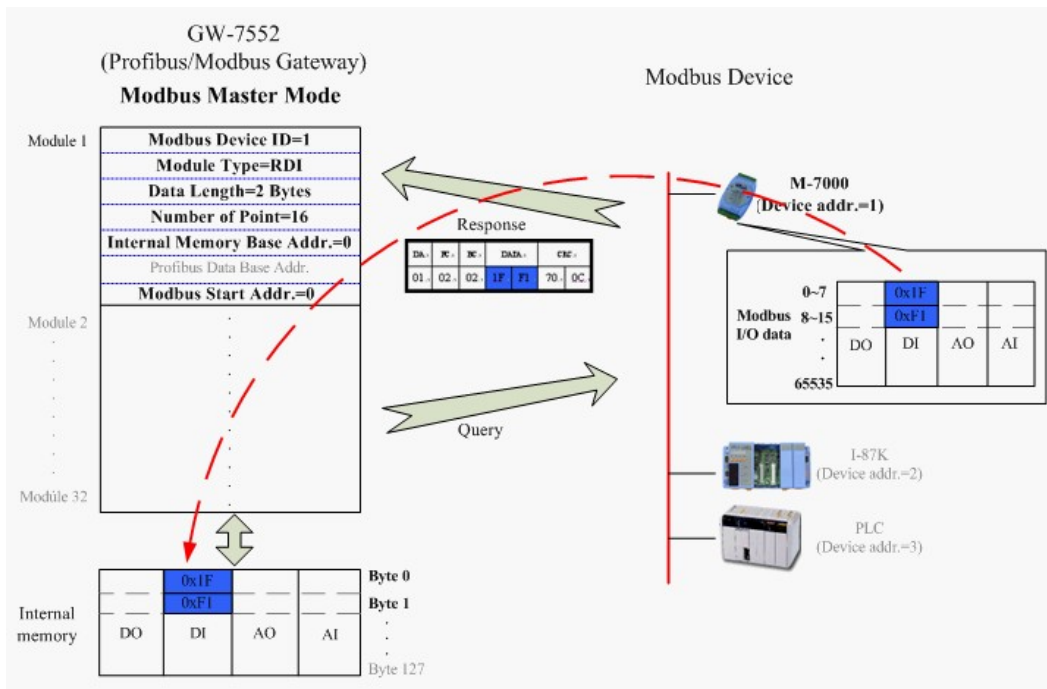 GW-7552
(Profibus/Modbus Gateway)
Modbus Master Mode
Modbus Device
Module 1
Modbus Device ID=1
Module Type=RDI
Data Length=2 Bytes
Number of Point=16
Internal Memory Base Addr.=0
Profibus Data Base Addr.
Modbus Start Addr.=0
Module 2
Module 32
Response
DATA CRC
01 02 02 1F F1 70 0C
Query
M-7000
(Device addr.=1)
Modbus
I/O data
0~7
8~15
65535
0x1F
0xF1
DO DI AO AI
I-87K
(Device addr.=2)
PLC
(Device addr.=3)
Internal
memory
0x1F
0xF1
DO DI AO AI
Byte 0
Byte 1
Byte 127